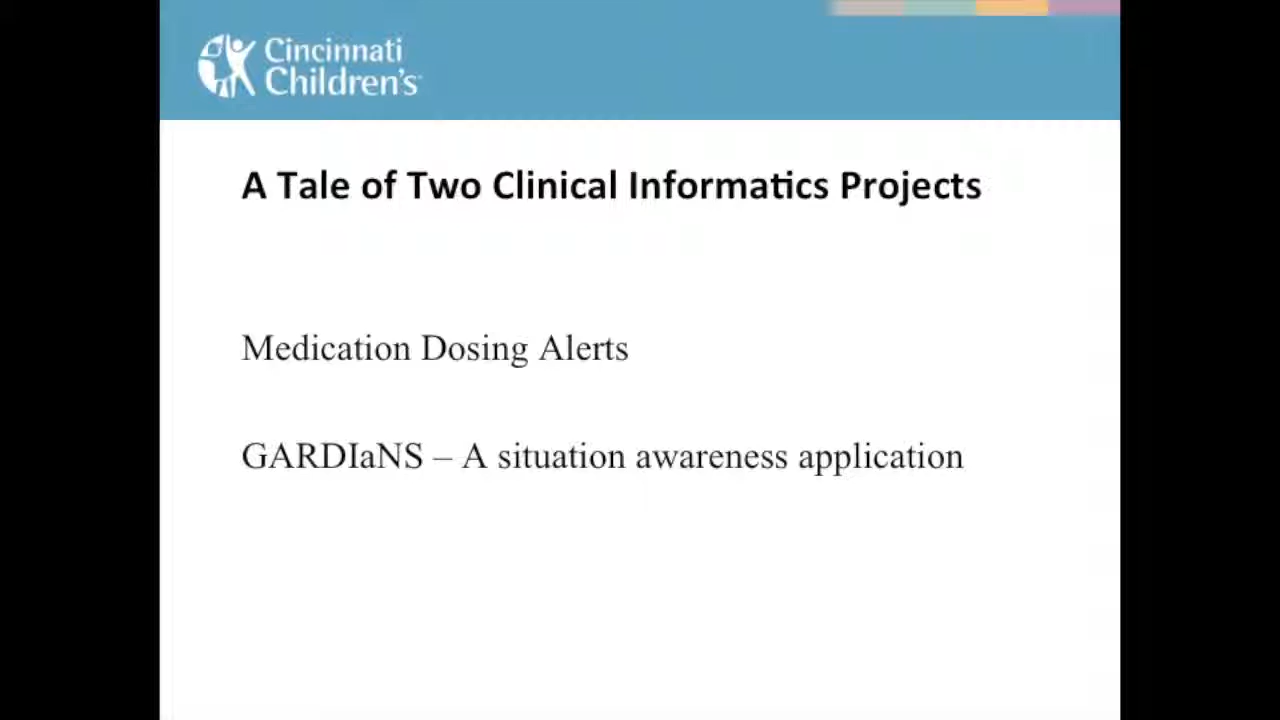 Cincinnati
Children's
A Tale of Two Clinical Informatics Projects
Medication Dosing Alerts
GARDIaNS – A situation awareness application